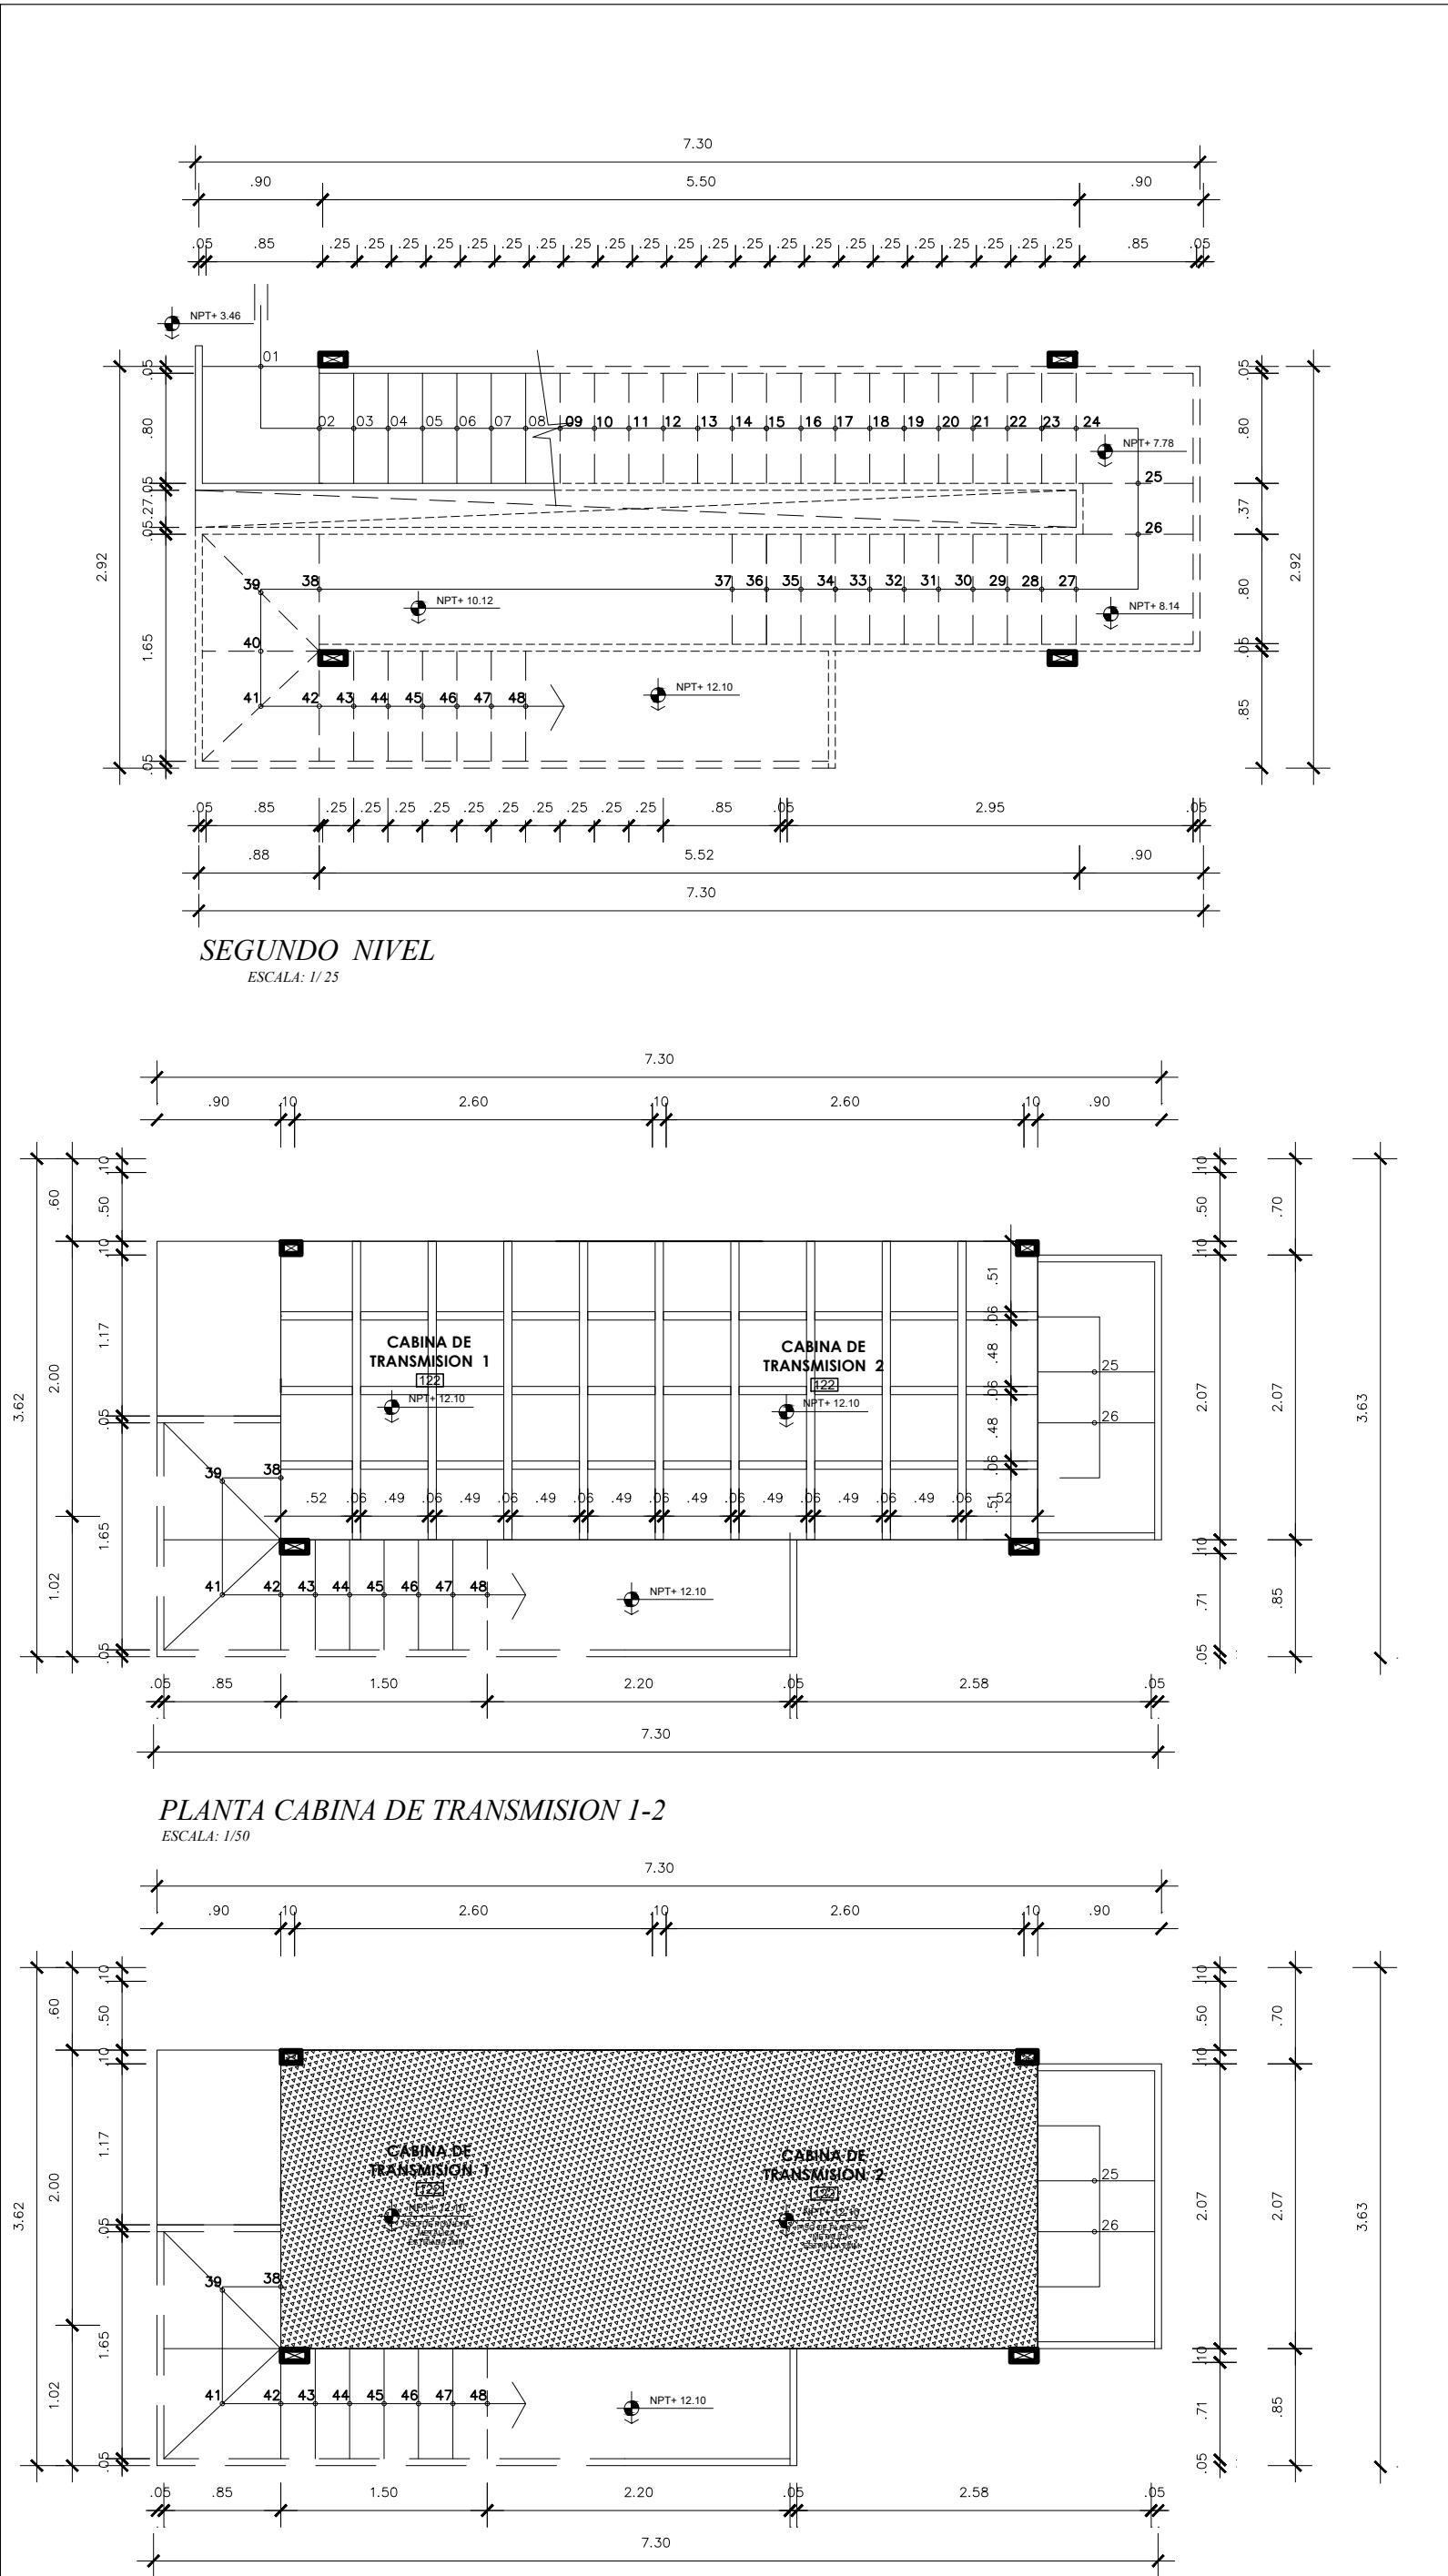 7.30
.90 5.50 .90
.05 .85 .25 .25 .25 .25 .25 .25 .25 .25 .25 .25 .25 .25 .25 .25 .25 .25 .25 .25 .25 .25 .25 .25 .85 .05
NPT+ 3.46
01
02 03 04 05 06 07 08 09 10 11 12 13 14 15 16 17 18 19 20 21 22 23 24
NPT+ 7.78
25
26
39 38 37 36 35 34 33 32 31 30 29 28 27
NPT+ 10.12
NPT+ 8.14
40
41 42 43 44 45 46 47 48
NPT+ 12.10
2.92
.05 .80 .05 .27 .05 1.65 .05
.05 .80 .37 .80 .05 .85
2.92
.05 .85 .25 .25 .25 .25 .25 .25 .25 .25 .25 .25 .85 .05 2.95 .05
.88 5.52 .90
7.30
SEGUNDO NIVEL
ESCALA: 1/ 25
7.30
.90 .10 2.60 .10 2.60 .10 .90
3.62
.60 2.00 1.02
.10 .50 .10 1.17 .05 1.65 .05
CABINA DE
TRANSMISION 1
122
NPT+ 12.10
CABINA DE
TRANSMISION 2
122
NPT+ 12.10
.51 .06 .48 .06 .48 .06 .51
25
26
39 38
.52 .06 .49 .06 .49 .06 .49 .06 .49 .06 .49 .06 .49 .06 .49 .06 .49 .06 .52
41 42 43 44 45 46 47 48
NPT+ 12.10
.10 .50 .10 2.07 .10 .71 .05
.70 2.07 .85
3.63
.05 .85 1.50 2.20 .05 2.58 .05
7.30
PLANTA CABINA DE TRANSMISION 1-2
ESCALA: 1/50
7.30
.90 .10 2.60 .10 2.60 .10 .90
3.62
.60 2.00 1.02
.10 .50 .10 1.17 .05 1.65 .05
CABINA DE
TRANSMISION 1
122
NPT+ 12.10
CABINA DE
TRANSMISION 2
122
25
26
39 38
41 42 43 44 45 46 47 48
NPT+ 12.10
.10 .50 .10 2.07 .10 .71 .05
.70 2.07 .85
3.63
.05 .85 1.50 2.20 .05 2.58 .05
7.30